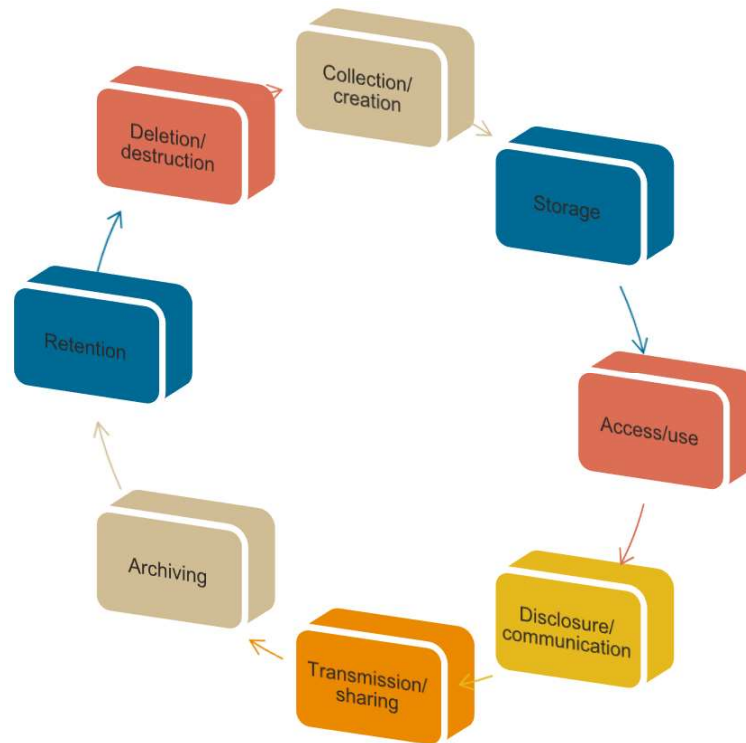 Collection/
creation
Storage
Access/use
Disclosure/
communication
Transmission/
sharing
Archiving
Retention
Deletion/
destruction